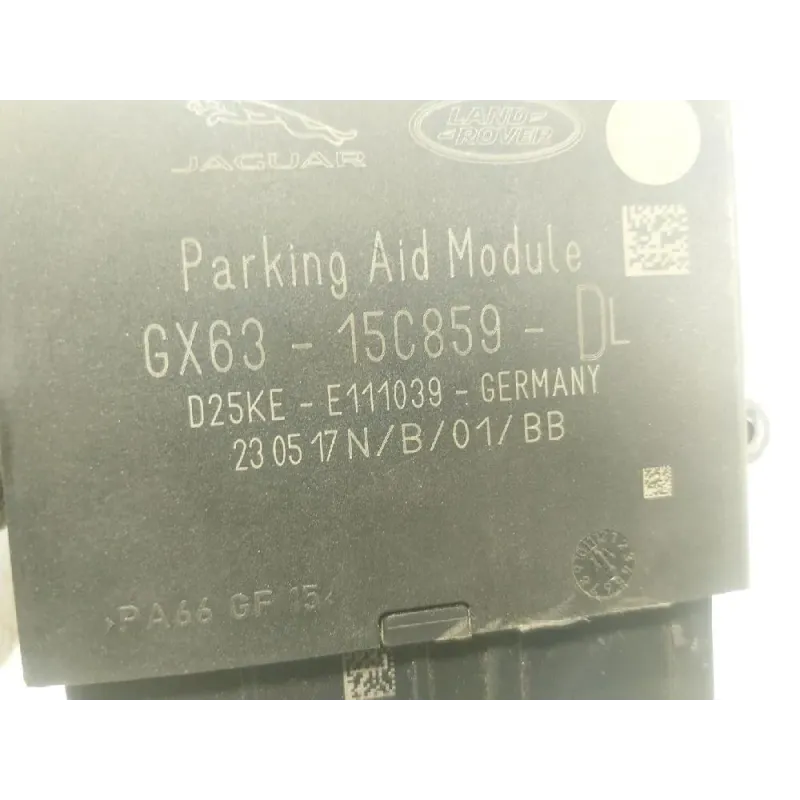 JAGUAR
LAND
ROVER
Parking Aid Module
GX63 - 15C859 - DL
D25KE - E111039 - GERMANY
23 05 17 N/B/01/BB
>PA66 GF 15<